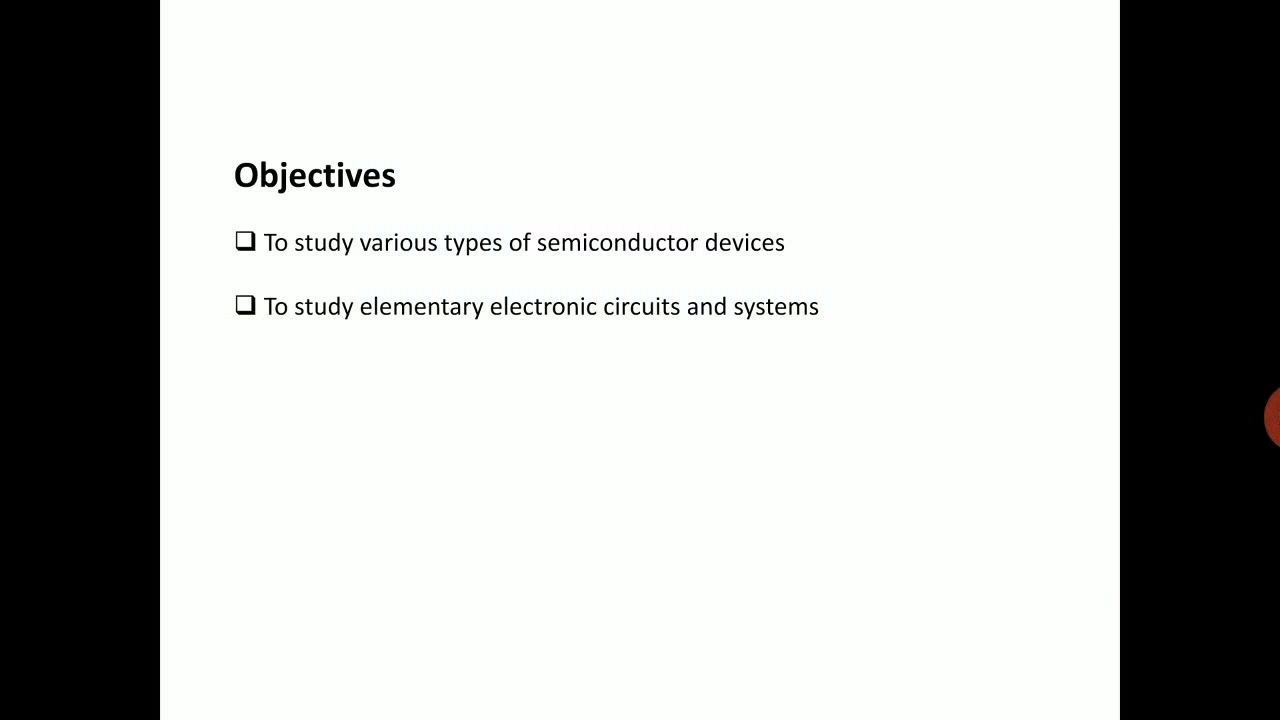 Objectives
❑ To study various types of semiconductor devices
❑ To study elementary electronic circuits and systems